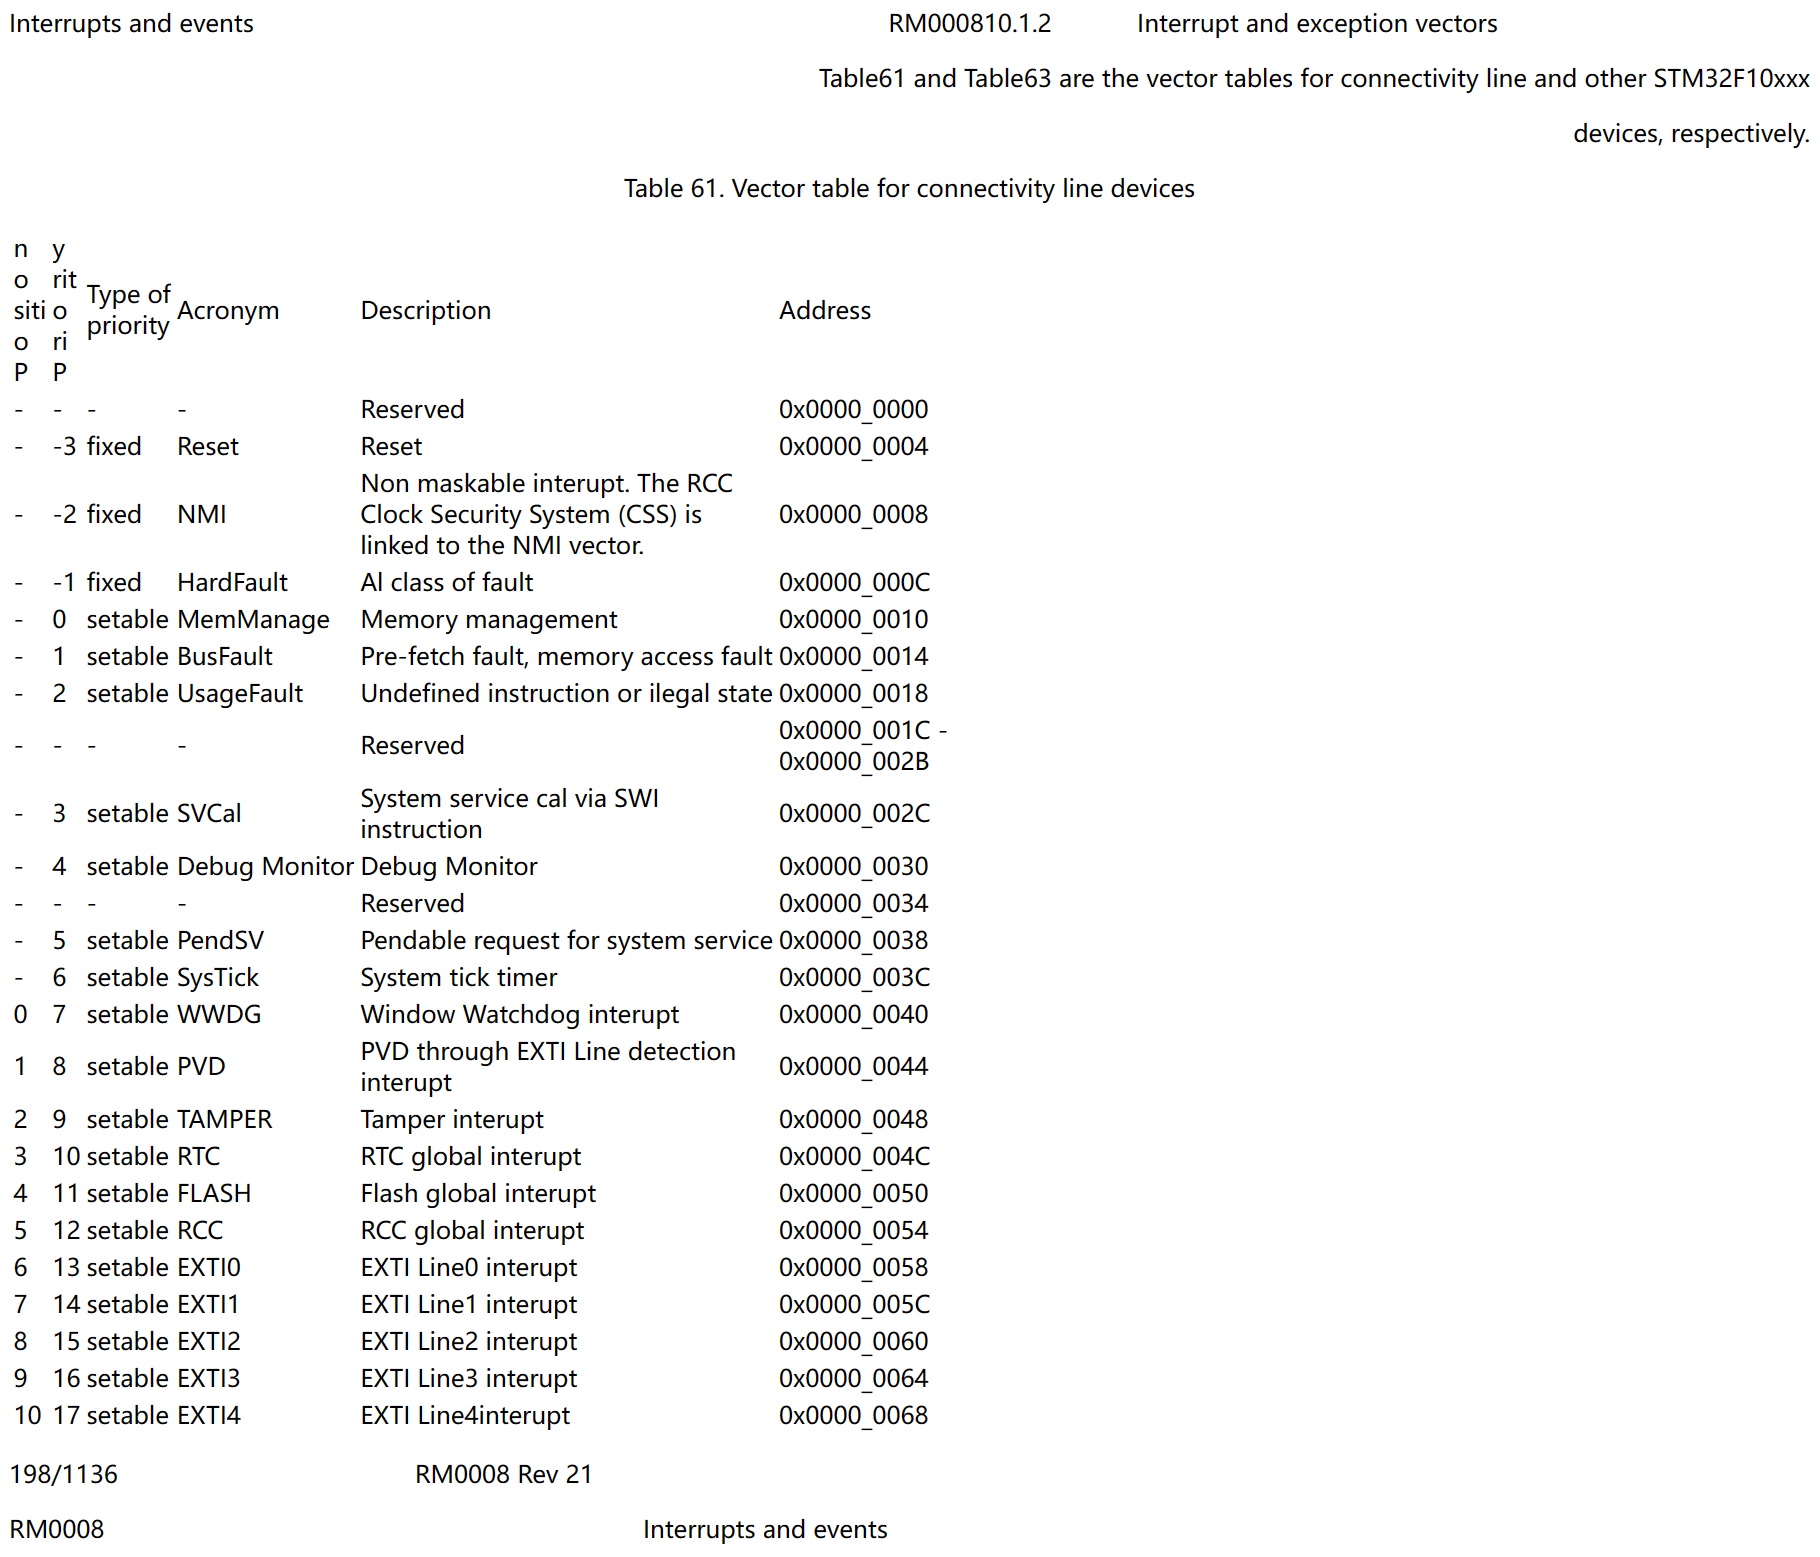 Interrupts and events RM000810.1.2 Interrupt and exception vectors
Table61 and Table63 are the vector tables for connectivity line and other STM32F10xxx
devices, respectively.
Table 61. Vector table for connectivity line devices
n
o
siti
o
P
y
rit
o
ri
P
Type of
priority
Acronym Description Address
- - - - Reserved 0x0000_0000
- -3 fixed Reset Reset 0x0000_0004
- -2 fixed NMI Non maskable interupt. The RCC
Clock Security System (CSS) is
linked to the NMI vector.
0x0000_0008
- -1 fixed HardFault Al class of fault 0x0000_000C
- 0 setable MemManage Memory management 0x0000_0010
- 1 setable BusFault Pre-fetch fault, memory access fault 0x0000_0014
- 2 setable UsageFault Undefined instruction or ilegal state 0x0000_0018
- - - - Reserved 0x0000_001C -
0x0000_002B
- 3 setable SVCal System service cal via SWI
instruction
0x0000_002C
- 4 setable Debug Monitor Debug Monitor 0x0000_0030
- - - - Reserved 0x0000_0034
- 5 setable PendSV Pendable request for system service 0x0000_0038
- 6 setable SysTick System tick timer 0x0000_003C
0 7 setable WWDG Window Watchdog interupt 0x0000_0040
1 8 setable PVD PVD through EXTI Line detection
interupt
0x0000_0044
2 9 setable TAMPER Tamper interupt 0x0000_0048
3 10 setable RTC RTC global interupt 0x0000_004C
4 11 setable FLASH Flash global interupt 0x0000_0050
5 12 setable RCC RCC global interupt 0x0000_0054
6 13 setable EXTI0 EXTI Line0 interupt 0x0000_0058
7 14 setable EXTI1 EXTI Line1 interupt 0x0000_005C
8 15 setable EXTI2 EXTI Line2 interupt 0x0000_0060
9 16 setable EXTI3 EXTI Line3 interupt 0x0000_0064
10 17 setable EXTI4 EXTI Line4interupt 0x0000_0068
198/1136 RM0008 Rev 21
RM0008 Interrupts and events